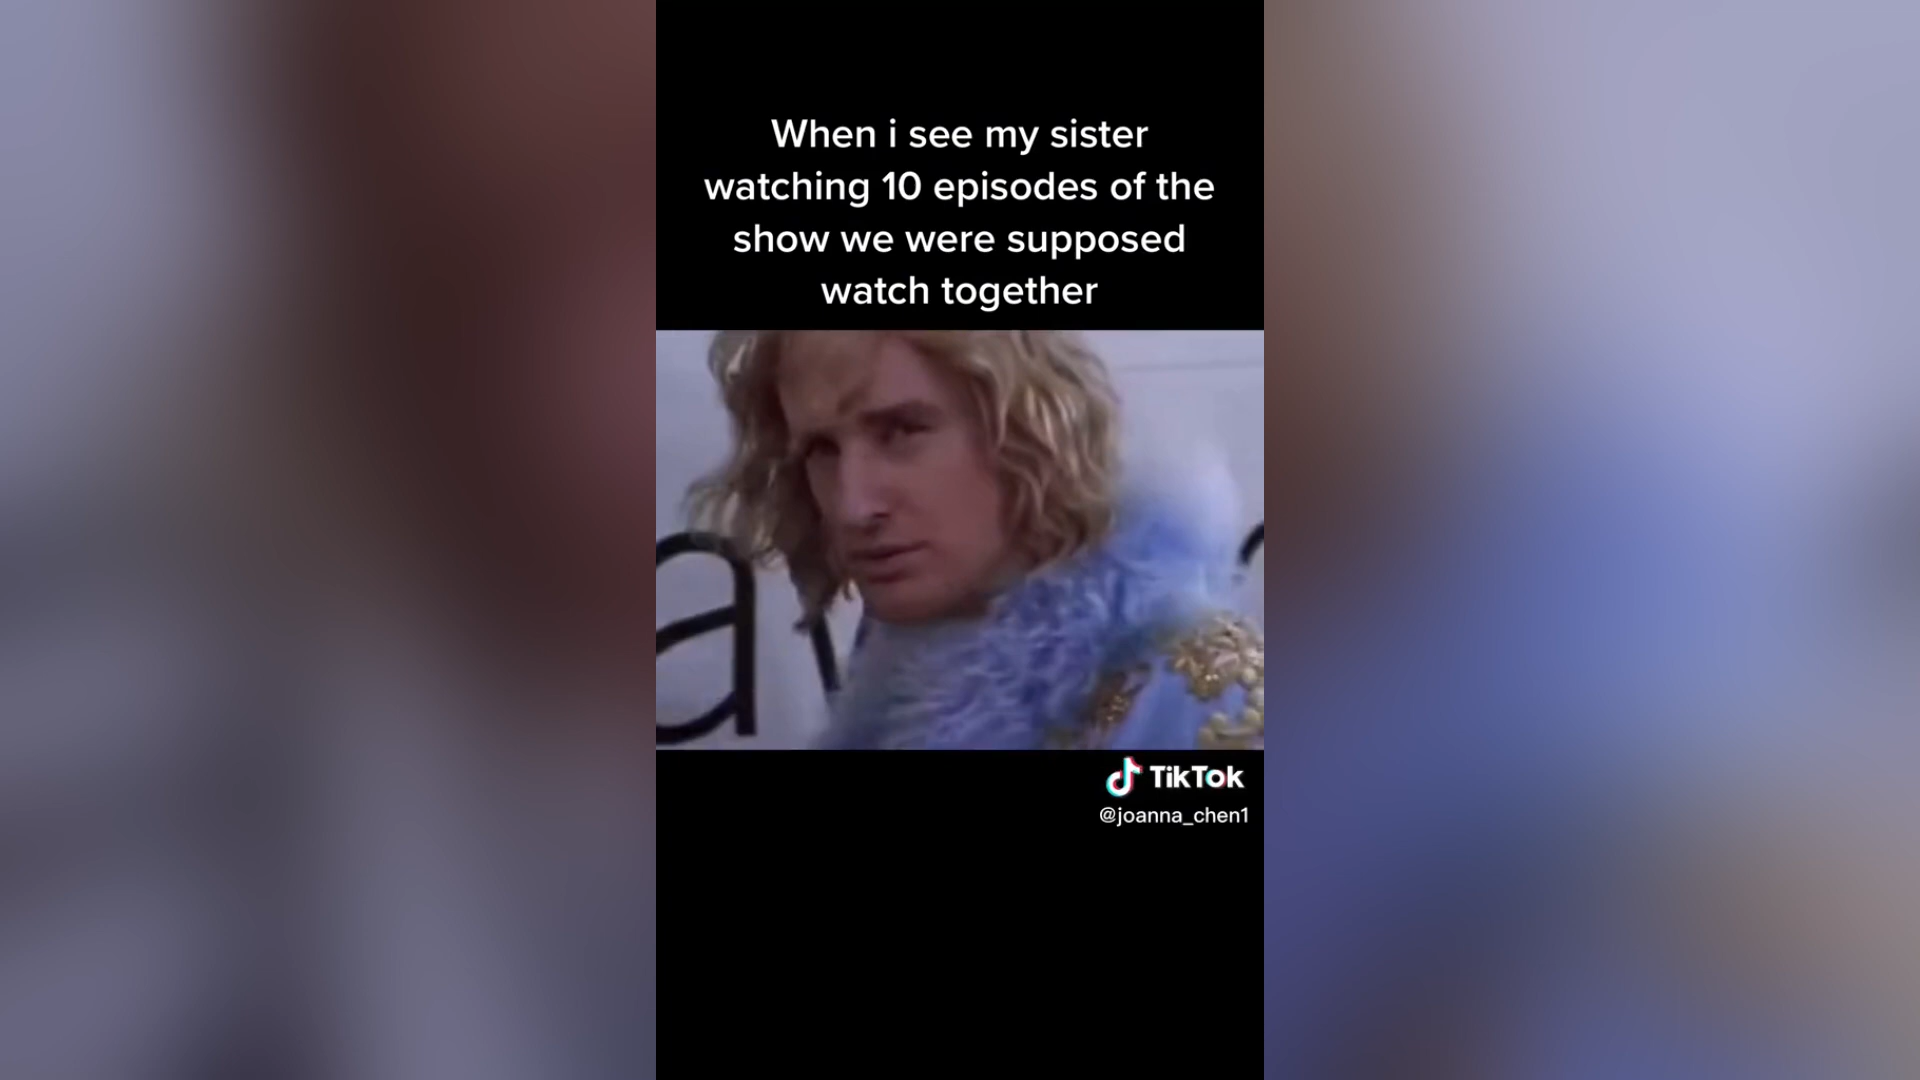 When i see my sister
watching 10 episodes of the
show we were supposed
watch together
a
TikTok
@joanna_chen1